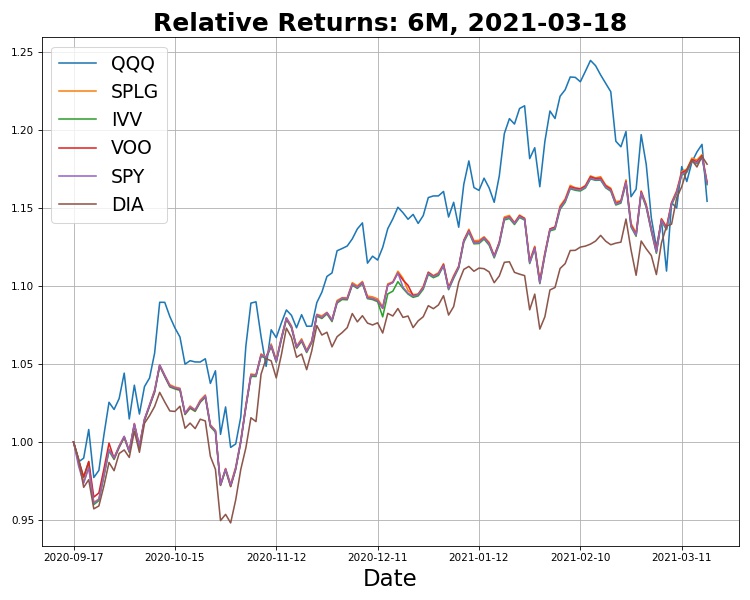 Relative Returns: 6M, 2021-03-18
1.25
1.20
1.15
1.10
1.05
1.00
0.95
QQQ
SPLG
IVV
VOO
SPY
DIA
2020-09-17 2020-10-15 2020-11-12 2020-12-11 2021-01-12 2021-02-10 2021-03-11
Date